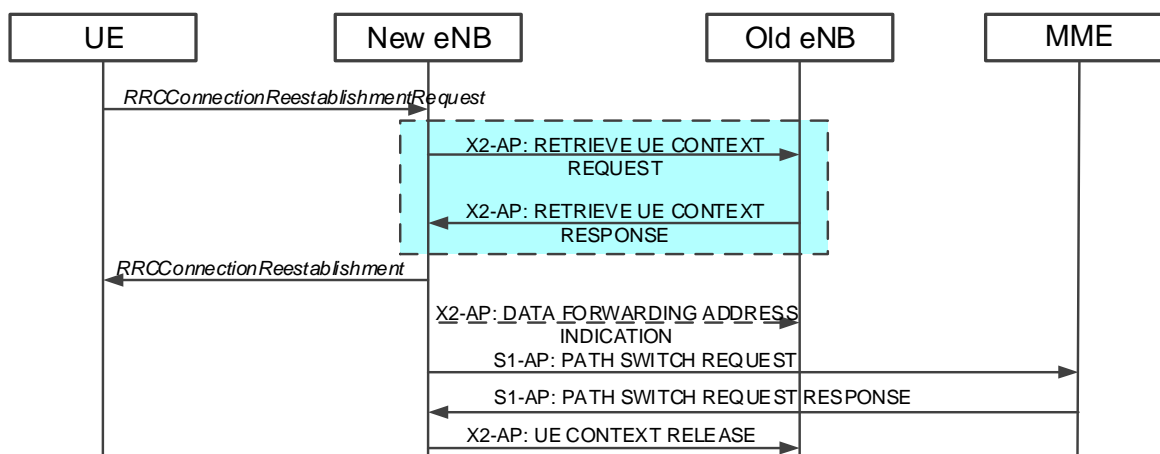 UE
New eNB
Old eNB
MME
RRCConnectionReestablishmentRequest
X2-AP: RETRIEVE UE CONTEXT
REQUEST
X2-AP: RETRIEVE UE CONTEXT
RESPONSE
RRCConnectionReestablishment
X2-AP: DATA FORWARDING ADDRESS
INDICATION
S1-AP: PATH SWITCH REQUEST
S1-AP: PATH SWITCH REQUEST RESPONSE
X2-AP: UE CONTEXT RELEASE